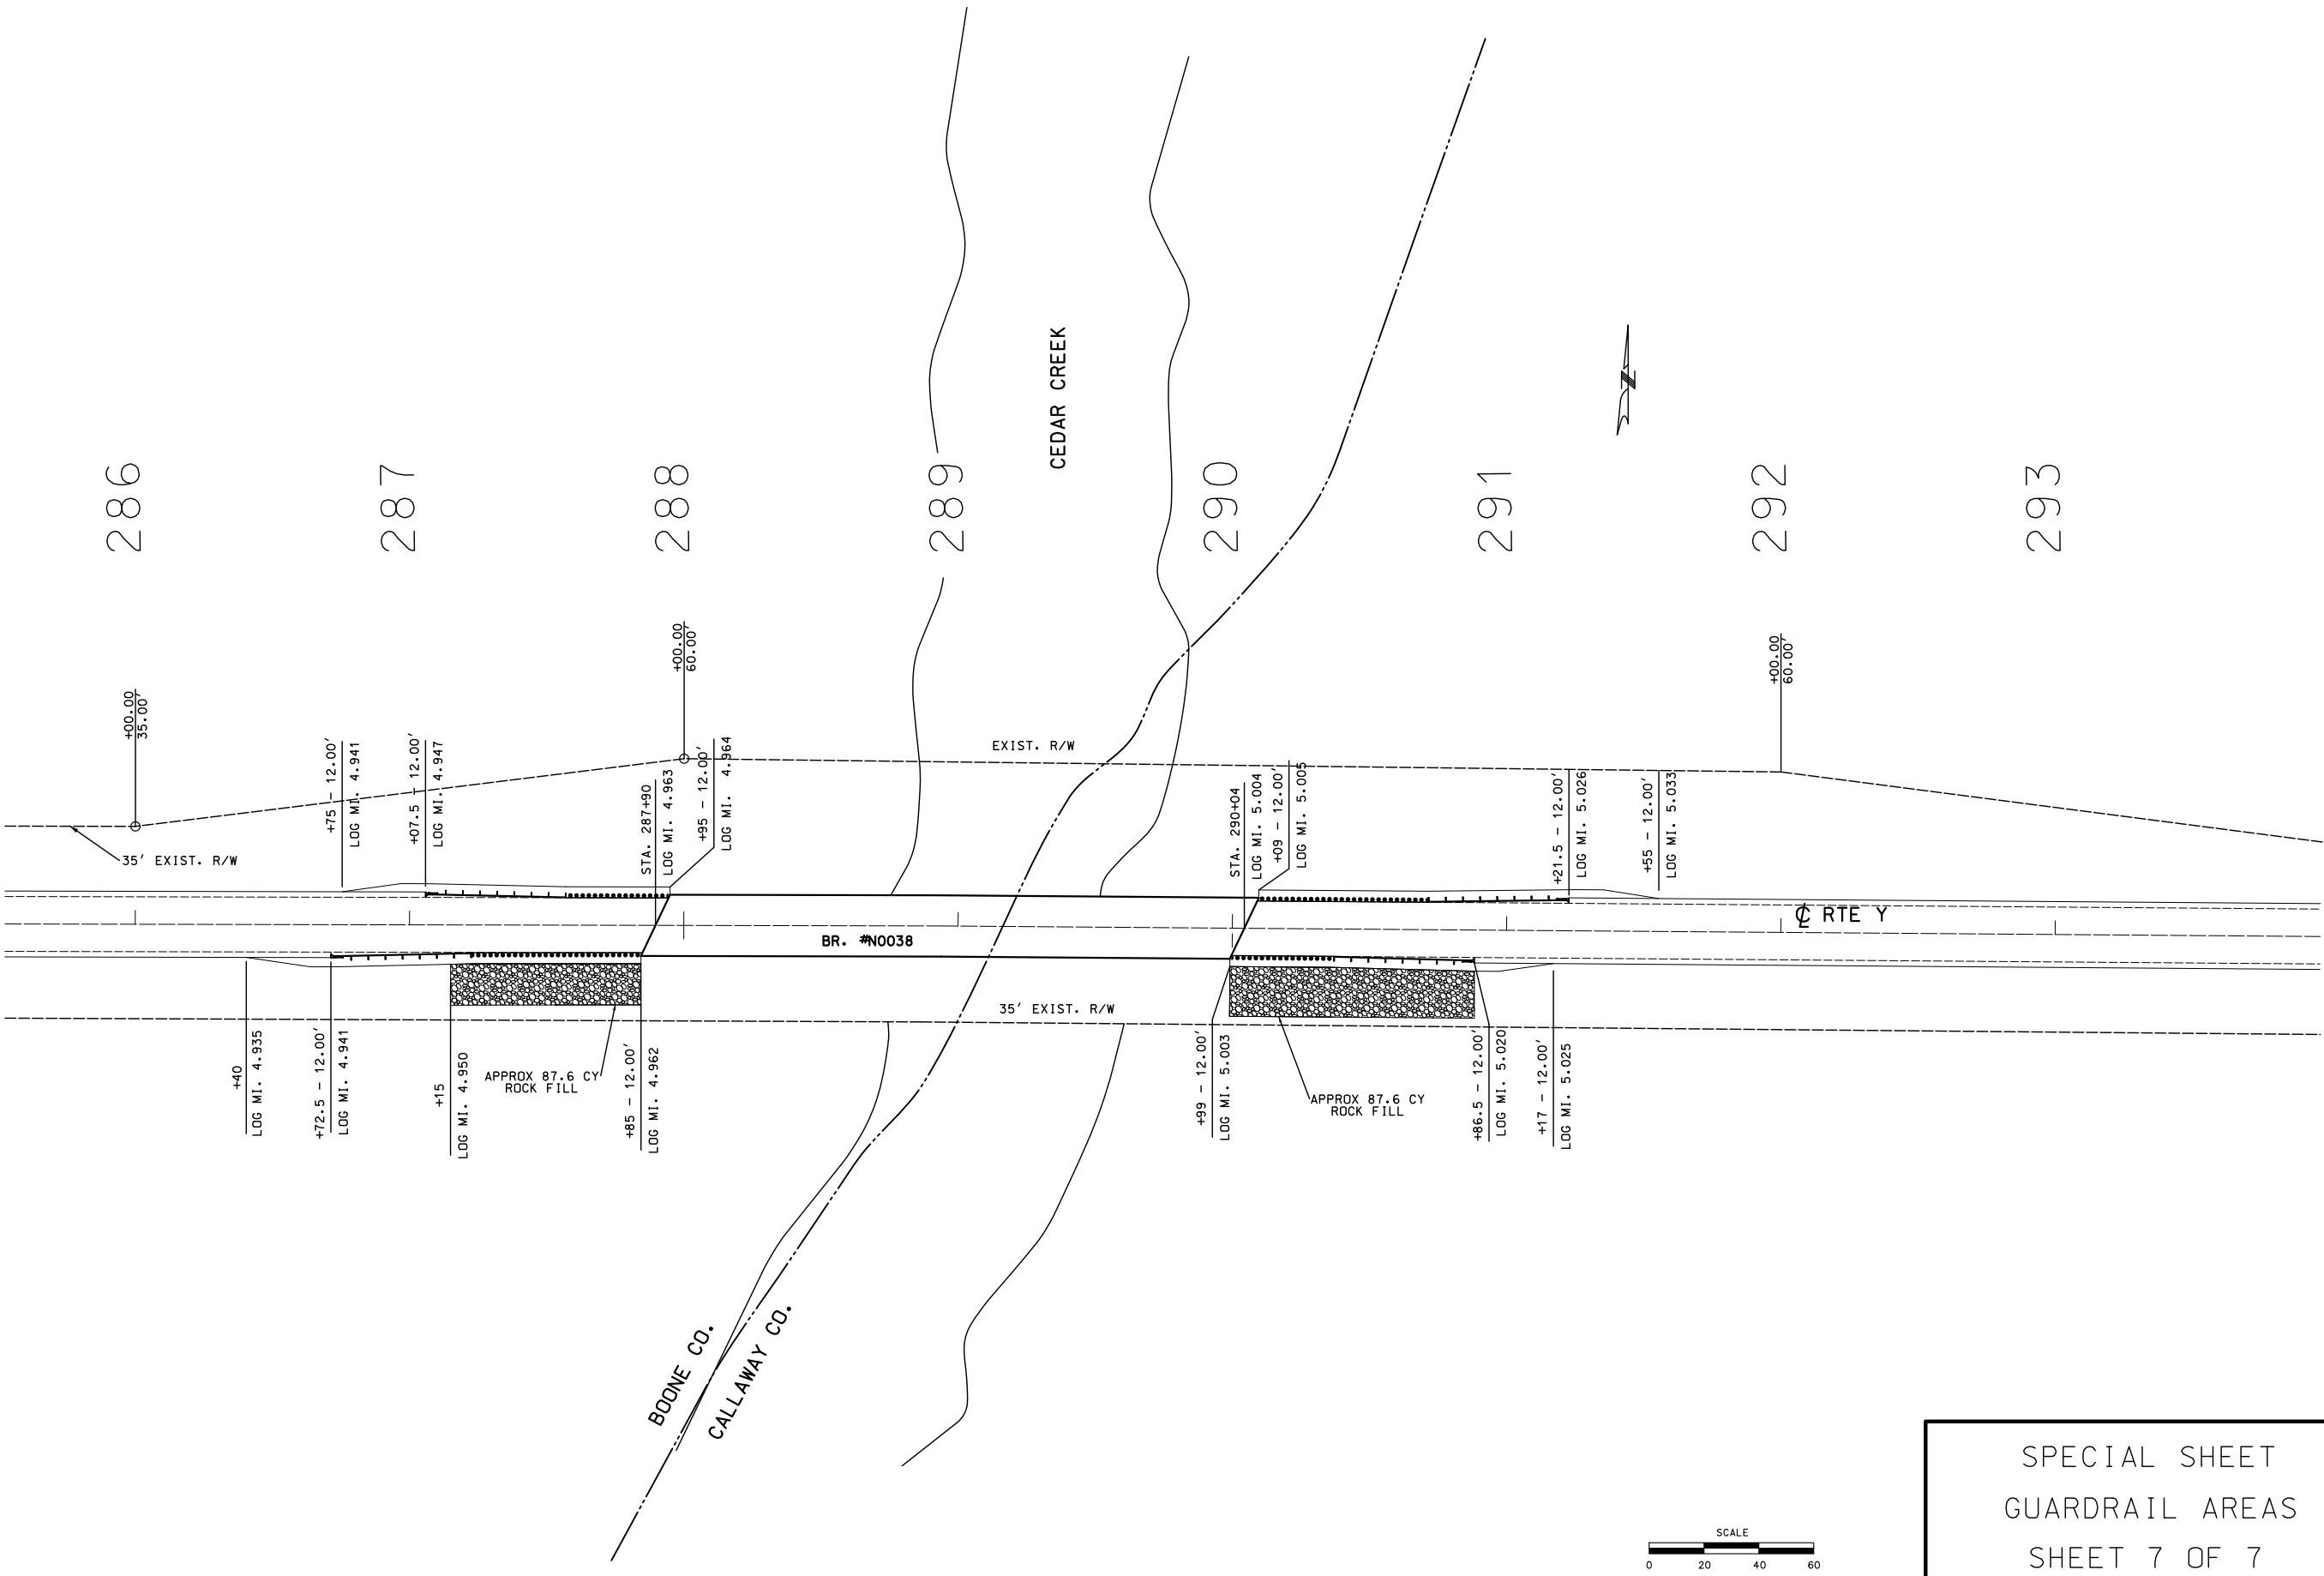 CEDAR CREEK
286
287
288
289
290
291
292
293
+00.00
35.00'
+00.00
60.00'
+00.00
60.00'
35' EXIST. R/W
EXIST. R/W
+75 - 12.00'
LOG MI. 4.941
+07.5 - 12.00'
LOG MI. 4.947
STA. 287+90
LOG MI. 4.963
+95 - 12.00'
LOG MI. 4.964
STA. 290+04
LOG MI. 5.004
+09 - 12.00'
LOG MI. 5.005
+21.5 - 12.00'
LOG MI. 5.026
+55 - 12.00'
LOG MI. 5.033
℄ RTE Y
BR. #N0038
35' EXIST. R/W
+40
LOG MI. 4.935
+72.5 - 12.00'
LOG MI. 4.941
+15
LOG MI. 4.950
APPROX 87.6 CY
ROCK FILL
+85 - 12.00'
LOG MI. 4.962
+99 - 12.00'
LOG MI. 5.003
APPROX 87.6 CY
ROCK FILL
+86.5 - 12.00'
LOG MI. 5.020
+17 - 12.00'
LOG MI. 5.025
BOONE CO.
CALLAWAY CO.
SCALE
0 20 40 60
SPECIAL SHEET
GUARDRAIL AREAS
SHEET 7 OF 7
N